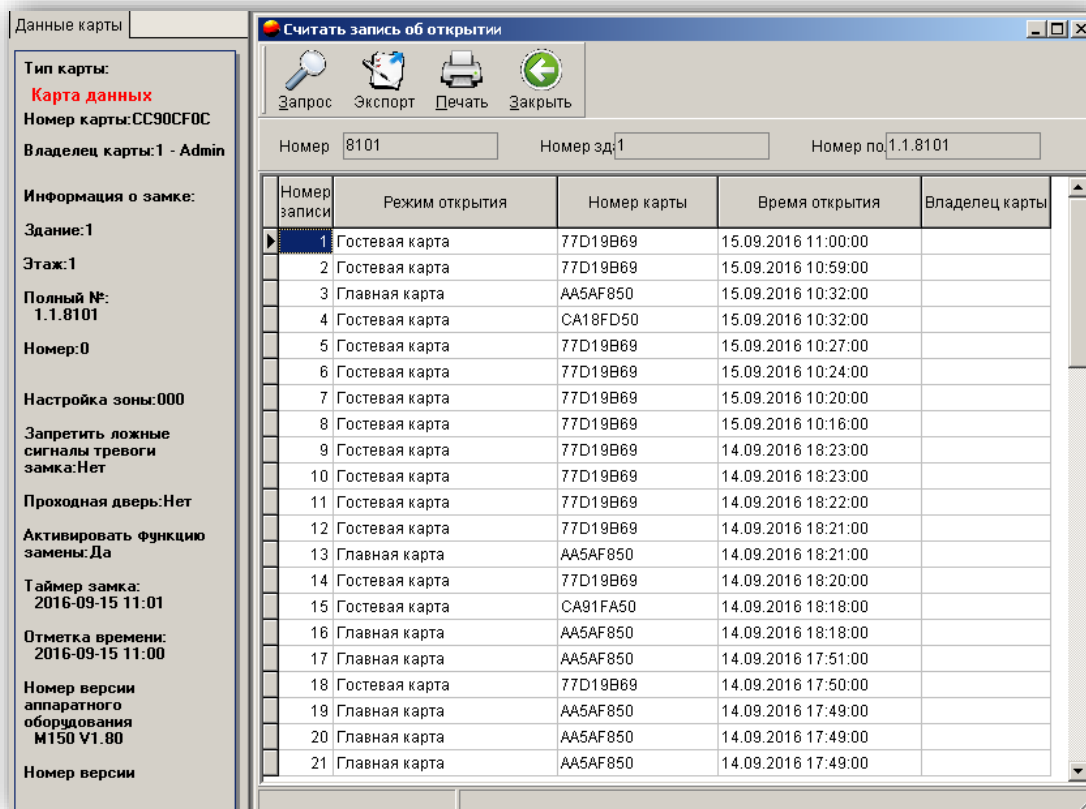 Данные карты
Тип карты:
Карта данных
Номер карты:CC90CF0C
Владелец карты:1 - Admin
Информация о замке:
Здание:1
Этаж:1
Полный №:
1.1.8101
Номер:0
Настройка зоны:000
Запретить ложные
сигналы тревоги
замка:Нет
Проходная дверь:Нет
Активировать функцию
замены:Да
Таймер замка:
2016-09-15 11:01
Отметка времени:
2016-09-15 11:00
Номер версии
аппаратного
оборудования
M150 V1.80
Номер версии
Считать запись об открытии
Запрос Экспорт Печать Закрыть
Номер 8101 Номер зд 1 Номер по. 1.1.8101
Номер записи Режим открытия Номер карты Время открытия Владелец карты
1 Гостевая карта 77D19B69 15.09.2016 11:00:00
2 Гостевая карта 77D19B69 15.09.2016 10:59:00
3 Главная карта AA5AF850 15.09.2016 10:32:00
4 Гостевая карта CA18FD50 15.09.2016 10:32:00
5 Гостевая карта 77D19B69 15.09.2016 10:27:00
6 Гостевая карта 77D19B69 15.09.2016 10:24:00
7 Гостевая карта 77D19B69 15.09.2016 10:20:00
8 Гостевая карта 77D19B69 15.09.2016 10:16:00
9 Гостевая карта 77D19B69 14.09.2016 18:23:00
10 Гостевая карта 77D19B69 14.09.2016 18:23:00
11 Гостевая карта 77D19B69 14.09.2016 18:22:00
12 Гостевая карта 77D19B69 14.09.2016 18:21:00
13 Главная карта AA5AF850 14.09.2016 18:21:00
14 Гостевая карта 77D19B69 14.09.2016 18:20:00
15 Гостевая карта CA91FA50 14.09.2016 18:18:00
16 Главная карта AA5AF850 14.09.2016 18:18:00
17 Главная карта AA5AF850 14.09.2016 17:51:00
18 Гостевая карта 77D19B69 14.09.2016 17:50:00
19 Главная карта AA5AF850 14.09.2016 17:49:00
20 Главная карта AA5AF850 14.09.2016 17:49:00
21 Главная карта AA5AF850 14.09.2016 17:49:00